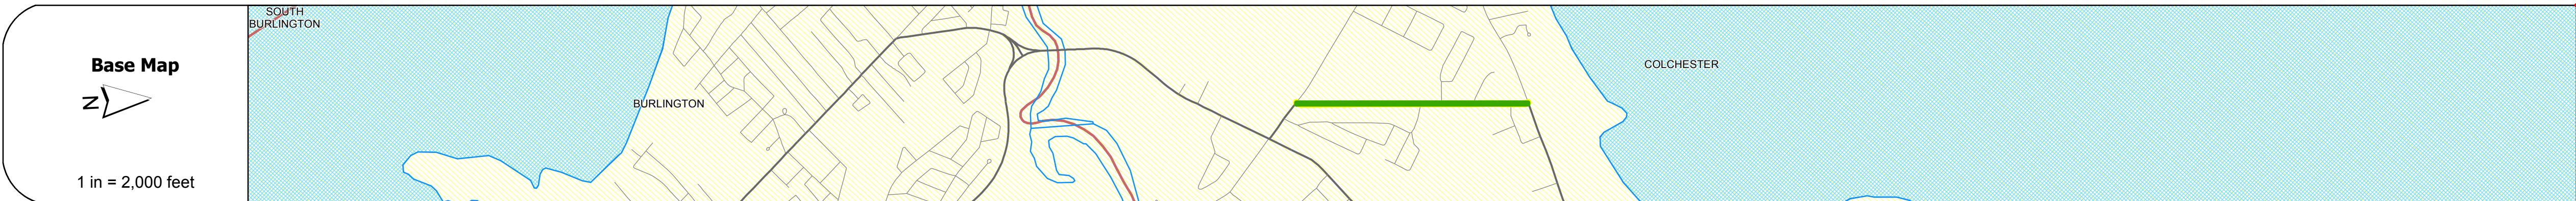 Base Map
N
1 in = 2,000 feet
SOUTH
BURLINGTON
BURLINGTON
COLCHESTER